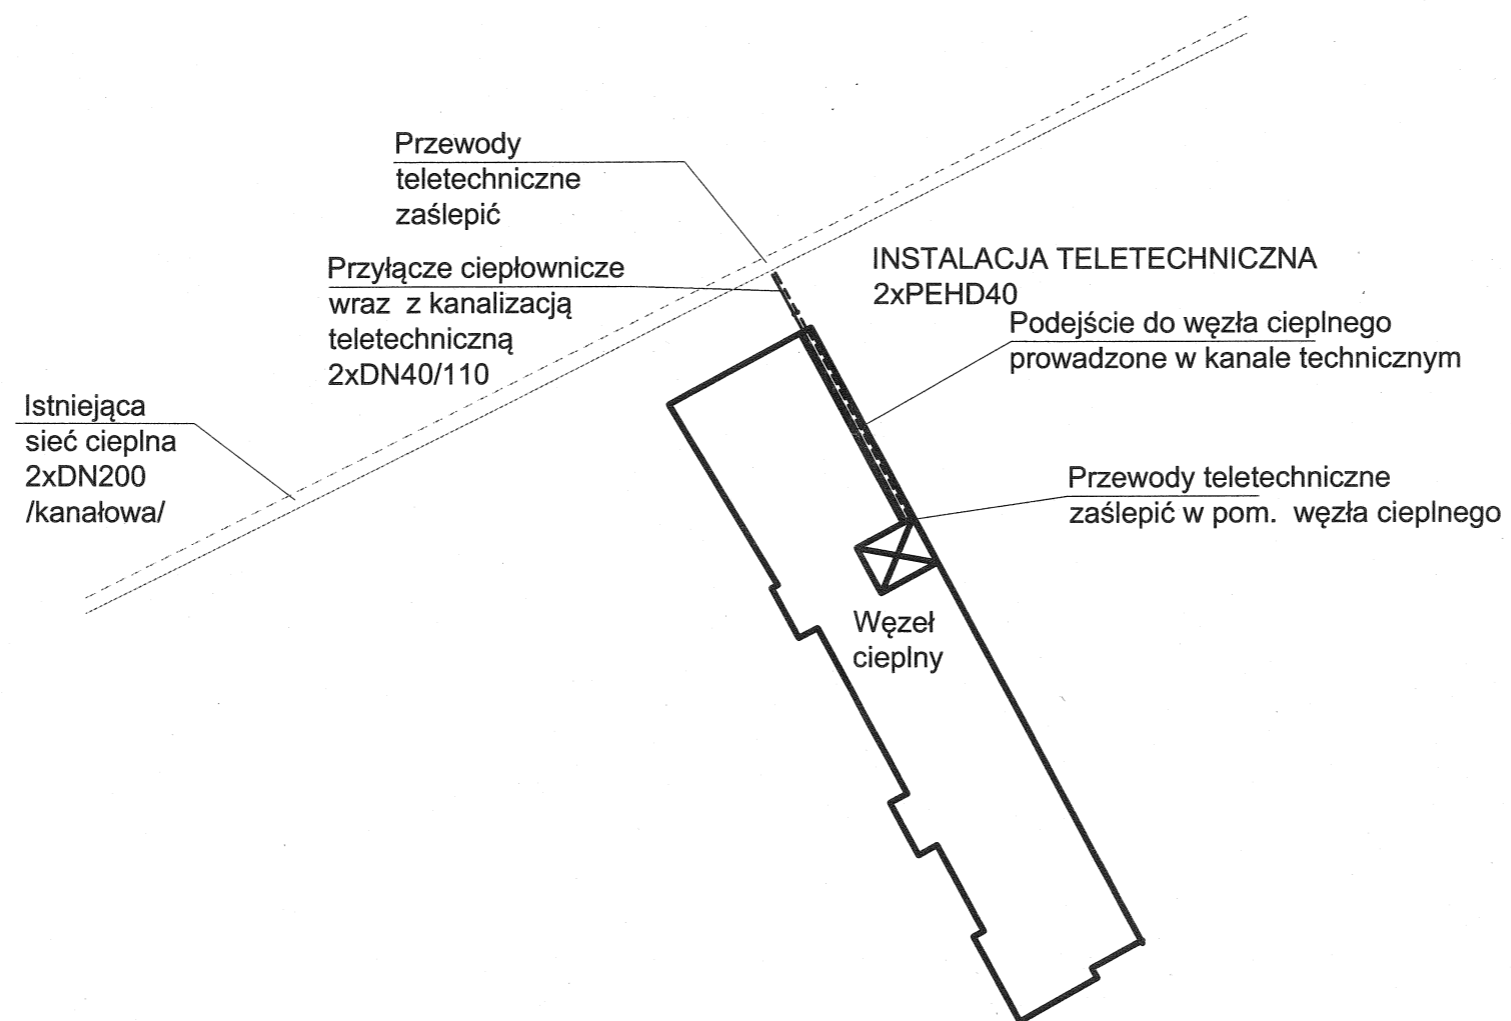 Przewody
teletechniczne
zaślepić
Przyłącze ciepłownicze
wraz z kanalizacją
teletechniczną
2xDN40/110
INSTALACJA TELETECHNICZNA
2xPEHD40
Podejście do węzła cieplnego
prowadzone w kanale technicznym
Istniejąca
sieć cieplna
2xDN200
/kanałowa/
Przewody teletechniczne
zaślepić w pom. węzła cieplnego
Węzeł
cieplny